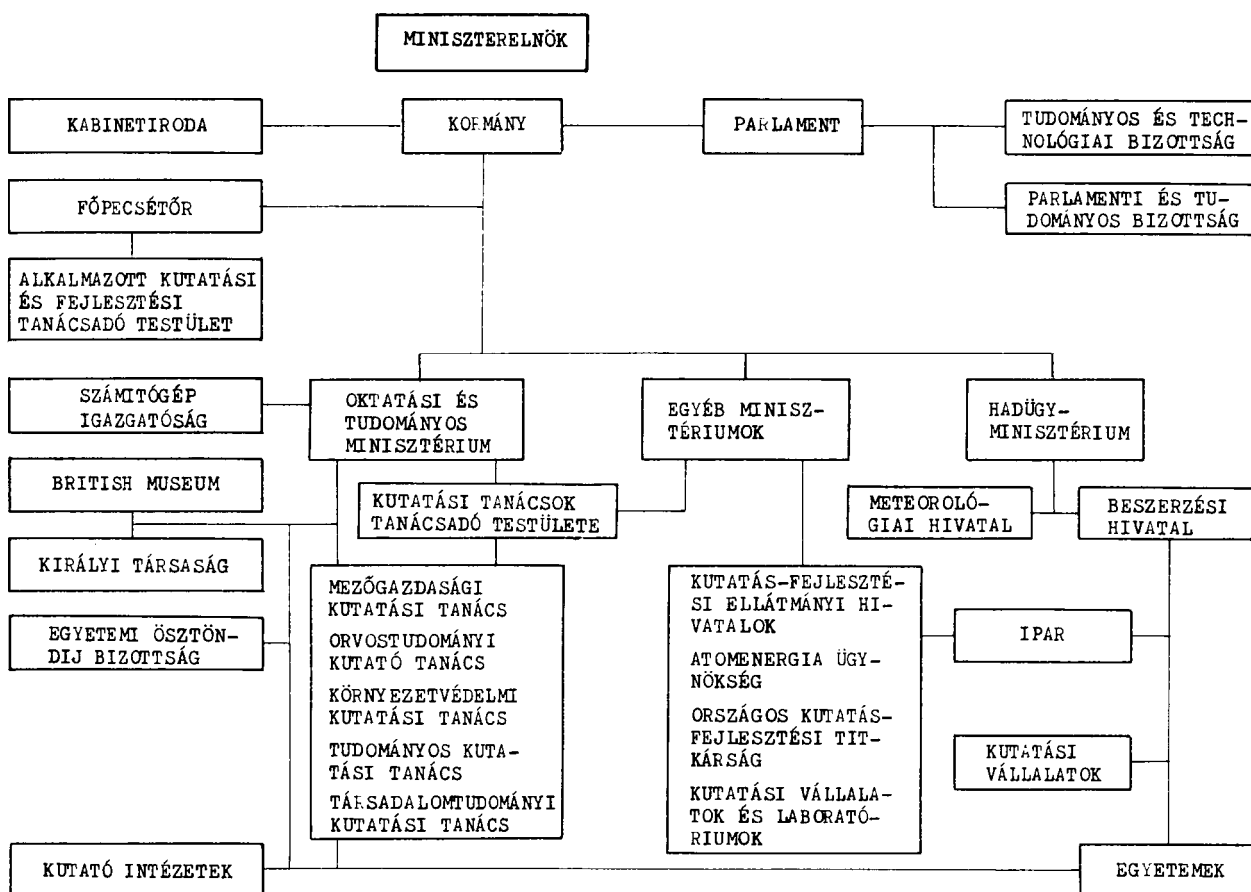 MINISZTERELNÖK
KABINETIRODA
KORMÁNY
PARLAMENT
TUDOMÁNYOS ÉS TECH-
NOLÓGIAI BIZOTTSÁG
FŐPECSÉTŐR
PARLAMENTI ÉS TU-
DOMÁNYOS BIZOTTSÁG
ALKALMAZOTT KUTATÁSI
ÉS FEJLESZTÉSI
TANÁCSADÓ TESTÜLET
SZÁMITÓGÉP
IGAZGATÓSÁG
OKTATÁSI ÉS
TUDOMÁNYOS
MINISZTÉRIUM
EGYÉB MINISZ-
TÉRIUMOK
HADÜGY-
MINISZTÉRIUM
BRITISH MUSEUM
KUTATÁSI TANÁCSOK
TANÁCSADÓ TESTÜLETE
METEOROLÓ-
GIAI HIVATAL
BESZERZÉSI
HIVATAL
KIRÁLYI TÁRSASÁG
MEZŐGAZDASÁGI
KUTATÁSI TANÁCS
ORVOSTUDOMÁNYI
KUTATÓ TANÁCS
KÖRNYEZETVÉDELMI
KUTATÁSI TANÁCS
TUDOMÁNYOS KUTA-
TÁSI TANÁCS
TÁRSADALOMTUDOMÁNYI
KUTATÁSI TANÁCS
KUTATÁS-FEJLESZTÉ-
SI ELLÁTMÁNYI HI-
VATALOK
ATOMENERGIA ÜGY-
NÖKSÉG
ORSZÁGOS KUTATÁS-
FEJLESZTÉSI TIT-
KÁRSÁG
KUTATÁSI VÁLLALA-
TOK ÉS LABORATÓ-
RIUMOK
EGYETEMI ÖSZTÖN-
DIJ BIZOTTSÁG
IPAR
KUTATÁSI
VÁLLALATOK
KUTATÓ INTÉZETEK
EGYETEMEK